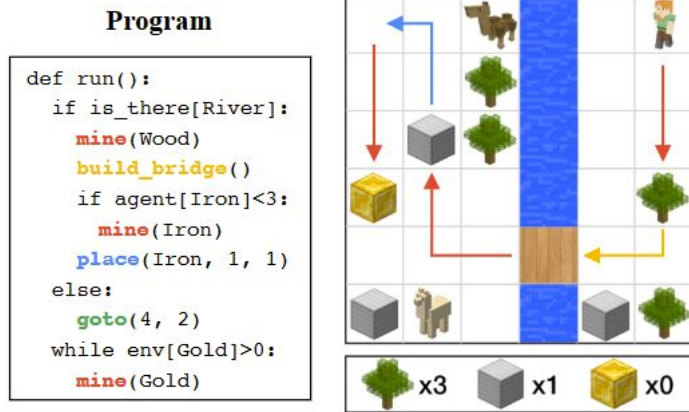 Program
def run():
if is_there[River]:
mine(Wood)
build_bridge()
if agent[Iron]<3:
mine(Iron)
place(Iron, 1, 1)
else:
goto(4, 2)
while env[Gold]>0:
mine(Gold)
x3 x1 x0